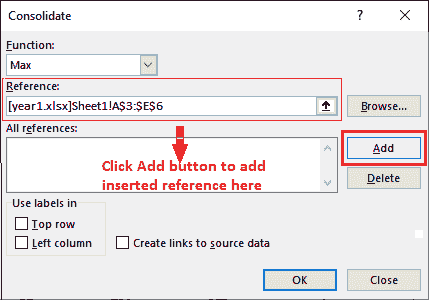 Consolidate
?
Function:
Max
Reference:
[year1.xlsx]Sheet1!A$3:$E$6
Browse...
All references:
Click Add button to add
inserted reference here
Add
Delete
Use labels in
Top row
Left column
Create links to source data
OK
Close